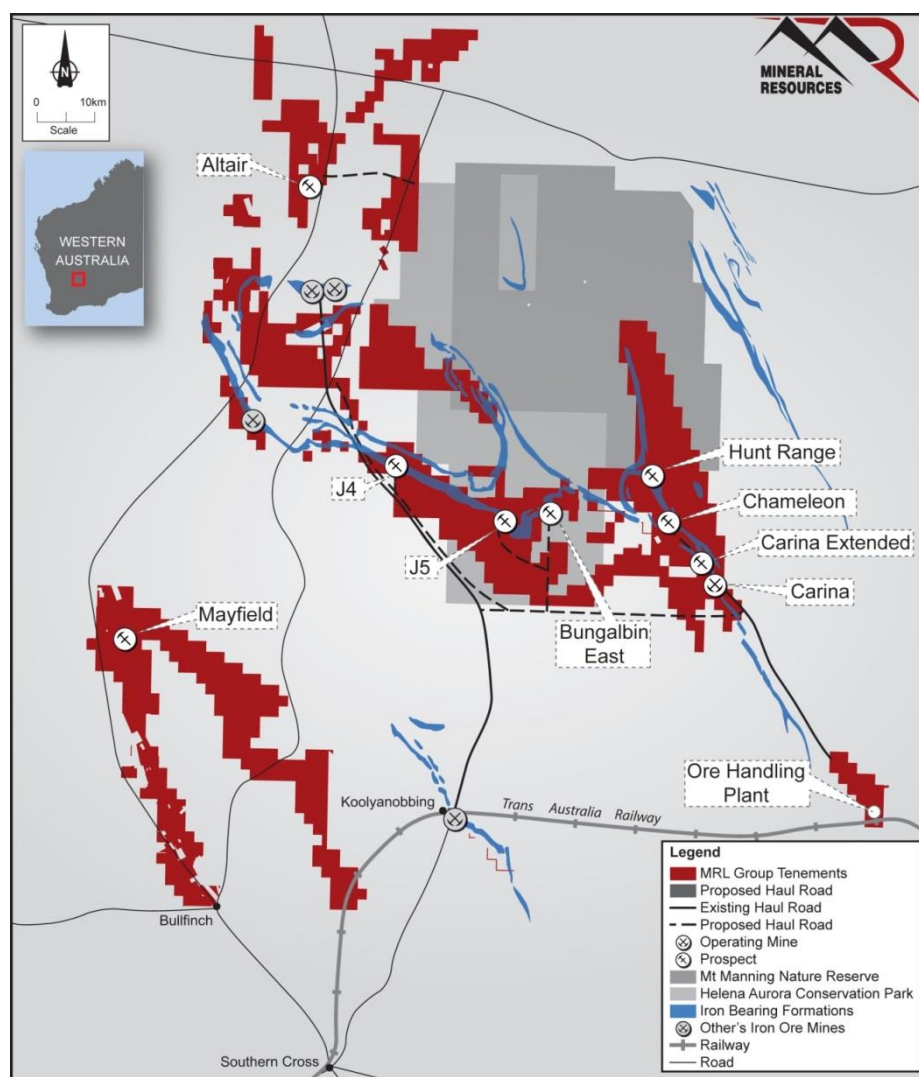 MINERAL
RESOURCES
N
0 10km
Scale
WESTERN
AUSTRALIA
Altair
J4
J5
Hunt Range
Chameleon
Carina Extended
Carina
Bungalbin
East
Mayfield
Ore Handling
Plant
Koolyanobbing
Trans Australia Railway
Bullfinch
Southern Cross
Legend
MRL Group Tenements
Proposed Haul Road
Existing Haul Road
Proposed Haul Road
Operating Mine
Prospect
Mt Manning Nature Reserve
Helena Aurora Conservation Park
Iron Bearing Formations
Other's Iron Ore Mines
Railway
Road